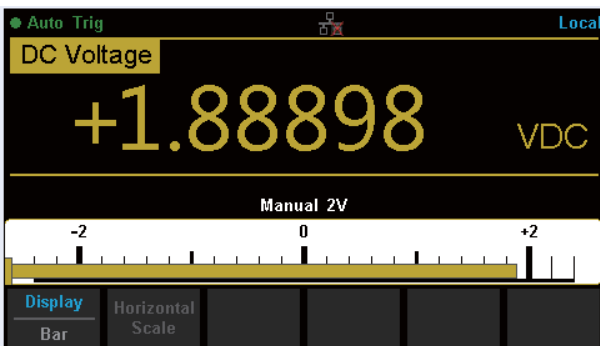 Auto Trig Local
DC Voltage
+1.88898 VDC
Manual 2V
-2 0 +2
Display Horizontal
Bar Scale